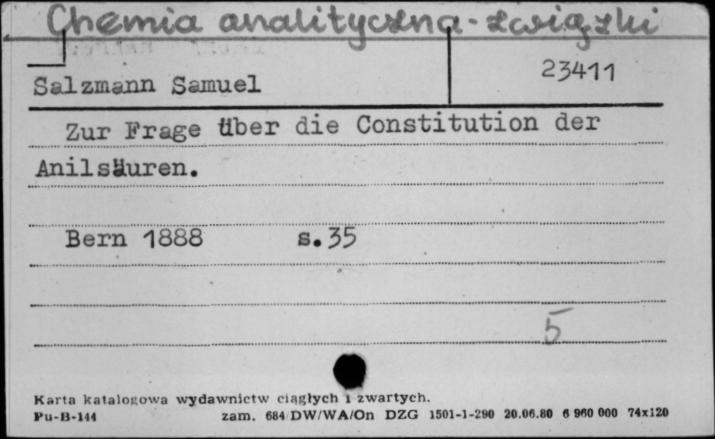 Chemia analityczna - związki
Salzmann Samuel
23411
Zur Frage über die Constitution der
Anilsäuren.
Bern 1888 s. 35
5
Karta katalogowa wydawnictw ciągłych i zwartych.
Pu-B-144 zam. 684 DW/WA/On DZG 1501-1-290 20.06.80 6 960 000 74x120